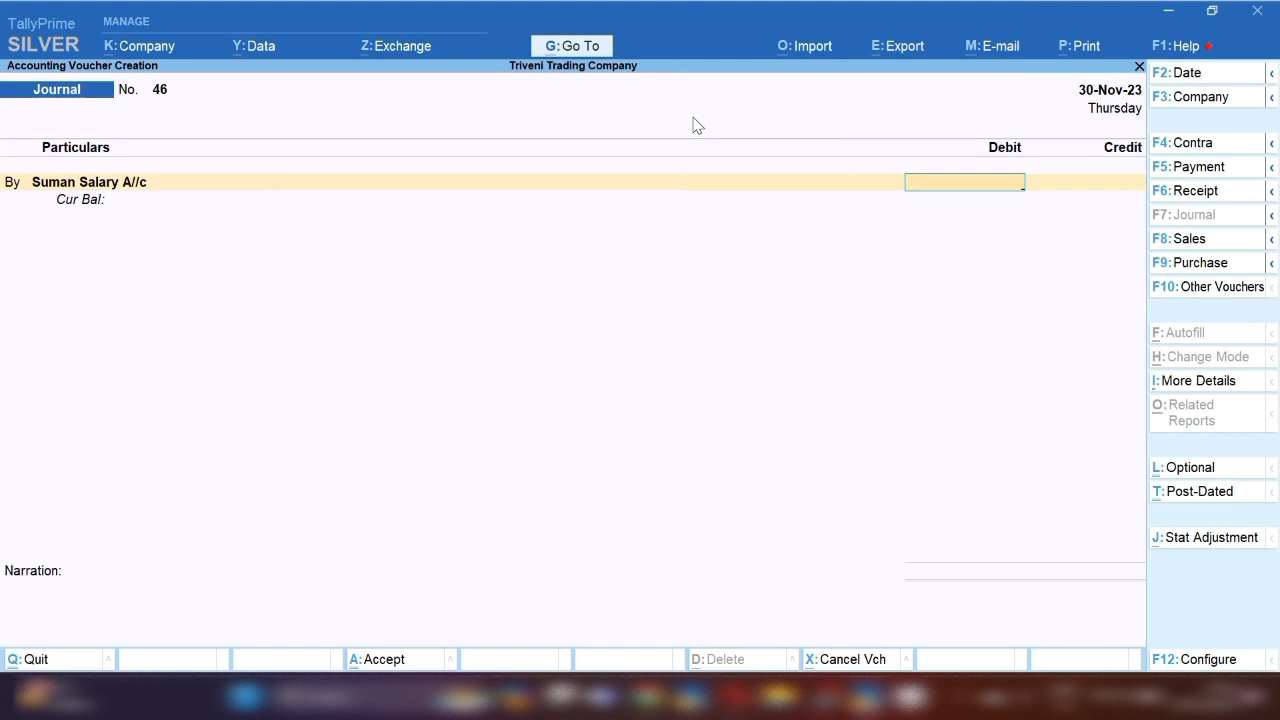 TallyPrime
SILVER
MANAGE
K:Company
Y:Data
Z:Exchange
G:Go To
O:Import
E:Export
M:E-mail
P:Print
F1:Help
Accounting Voucher Creation
Triveni Trading Company
Journal No. 46
30-Nov-23
Thursday
Particulars
Debit
Credit
By Suman Salary A//c
Cur Bal:
Narration:
F2:Date
F3:Company
F4:Contra
F5:Payment
F6:Receipt
F7:Journal
F8:Sales
F9:Purchase
F10:Other Vouchers
F:Autofill
H:Change Mode
I:More Details
O:Related
Reports
L:Optional
T:Post-Dated
J:Stat Adjustment
F12:Configure
Q:Quit
A:Accept
D:Delete
X:Cancel Vch